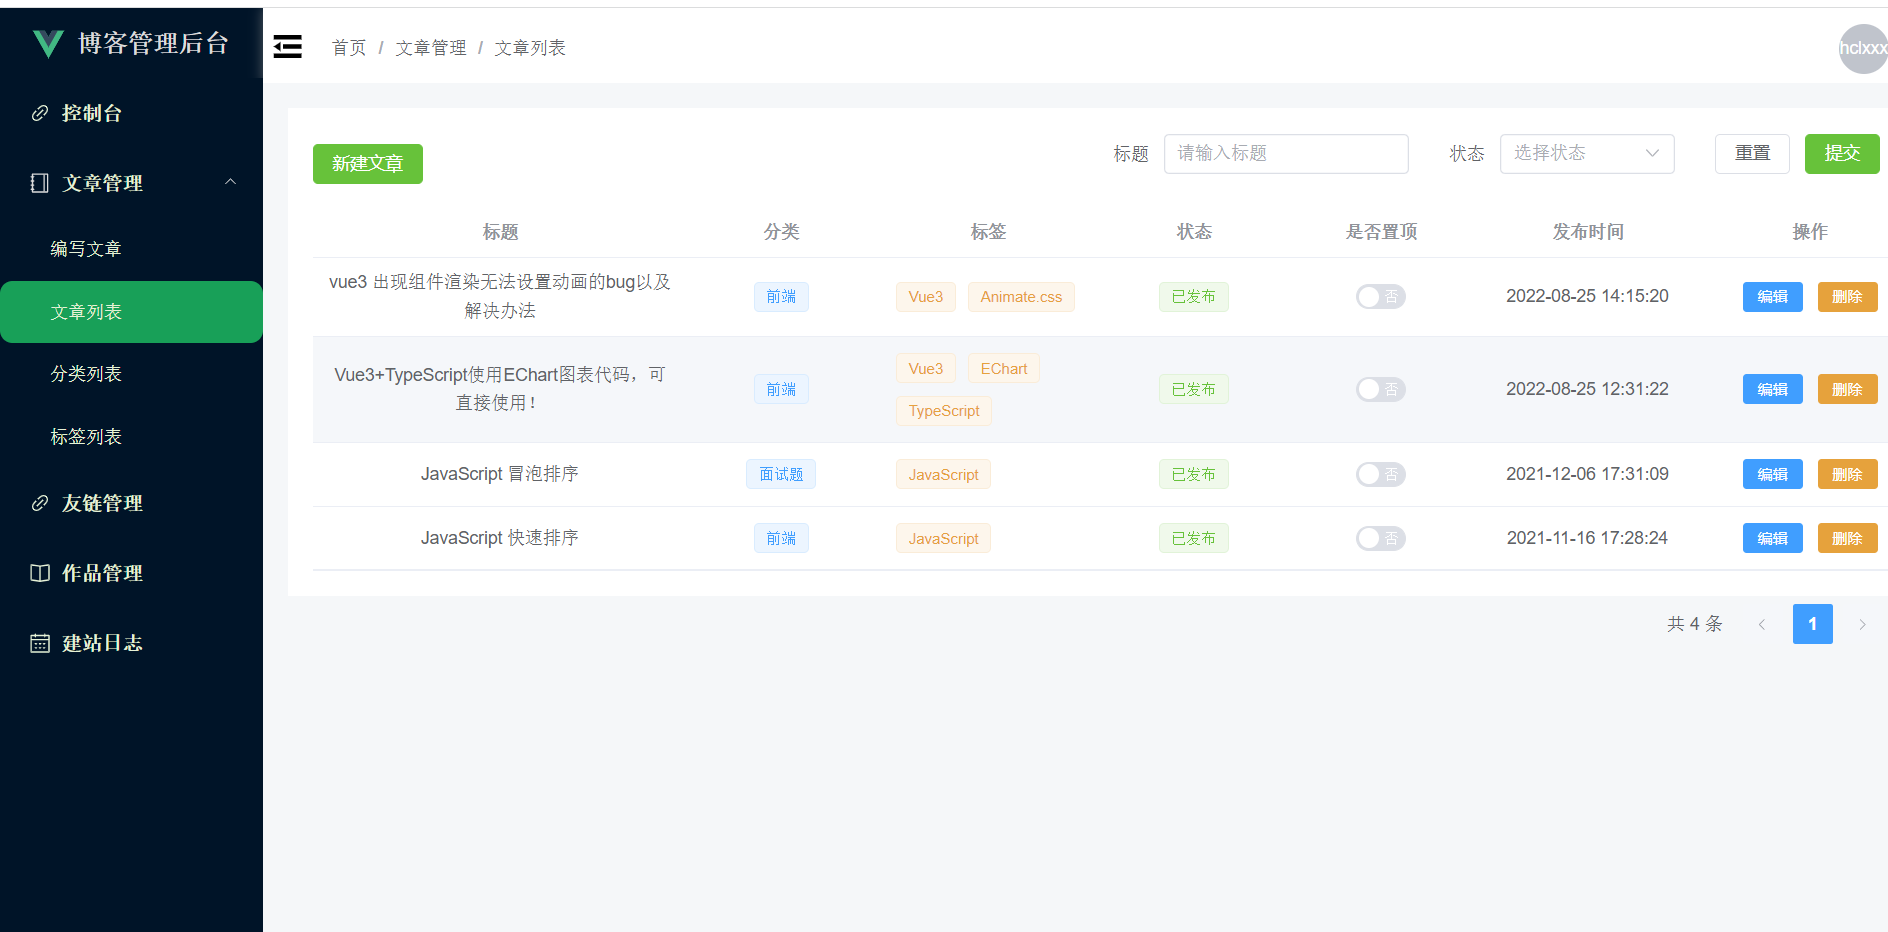 博客管理后台
首页 / 文章管理 / 文章列表
hclxxx
控制台
文章管理
编写文章
文章列表
分类列表
标签列表
友链管理
作品管理
建站日志
新建文章
标题 请输入标题 状态 选择状态 重置 提交
标题 分类 标签 状态 是否置顶 发布时间 操作
vue3 出现组件渲染无法设置动画的bug以及
解决办法
前端 Vue3 Animate.css 已发布 否 2022-08-25 14:15:20 编辑 删除
Vue3+TypeScript使用EChart图表代码，可
直接使用！
前端 Vue3 EChart
TypeScript
已发布 否 2022-08-25 12:31:22 编辑 删除
JavaScript 冒泡排序 面试题 JavaScript 已发布 否 2021-12-06 17:31:09 编辑 删除
JavaScript 快速排序 前端 JavaScript 已发布 否 2021-11-16 17:28:24 编辑 删除
共 4 条 1